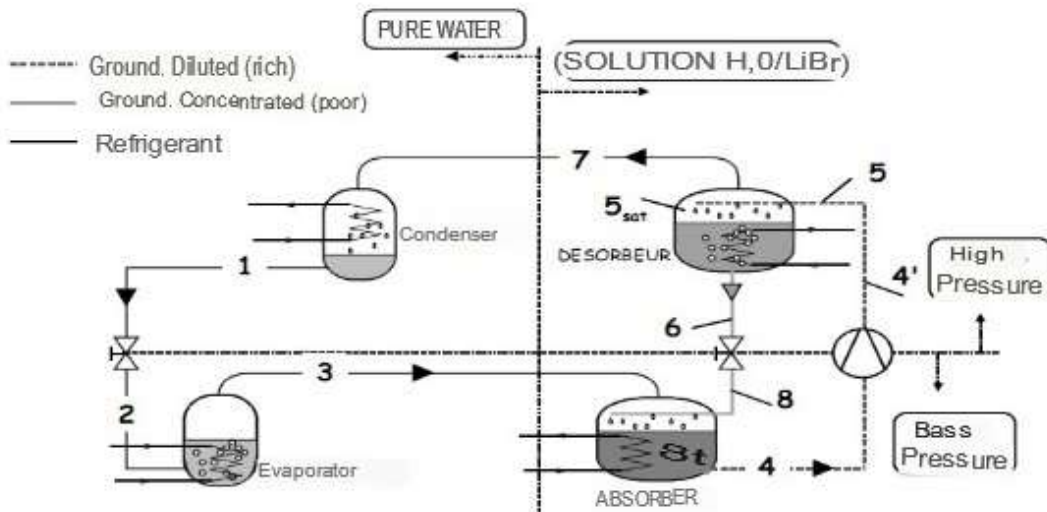 PURE WATER
(SOLUTION H,0/LiBr)
Ground. Diluted (rich)
Ground. Concentrated (poor)
Refrigerant
7
5
5sat
Condenser
DESORBEUR
High
Pressure
4'
1
6
3
8
2
Bass
Pressure
Evaporator
4
ABSORBER